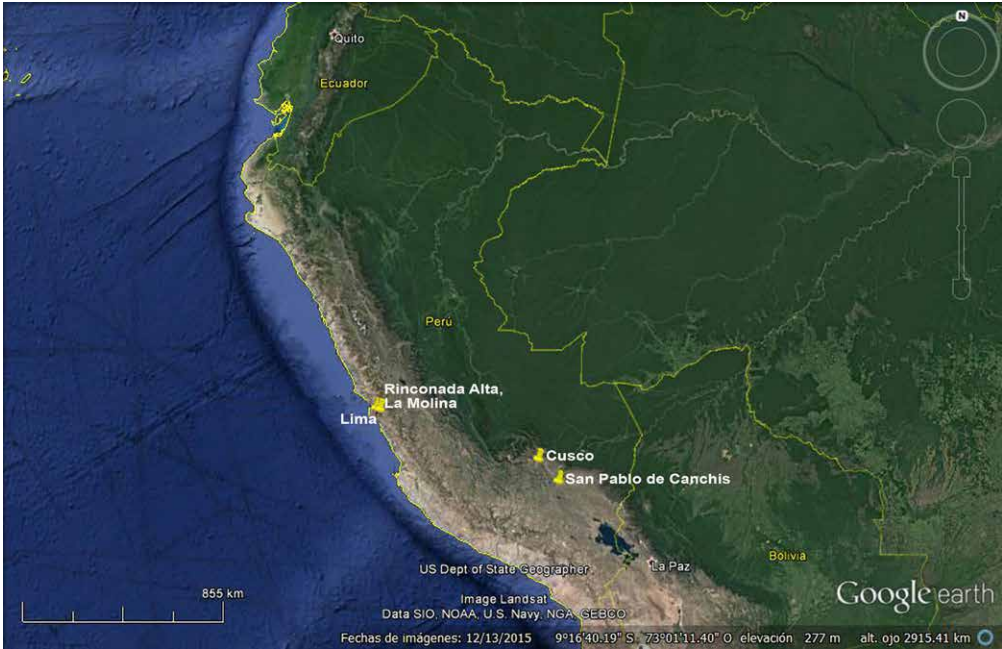 N
Quito
Ecuador
Perú
Rinconada Alta,
La Molina
Lima
Cusco
San Pablo de Canchis
Bolivia
La Paz
US Dept of State Geographer
Google earth
855 km
Image Landsat
Data SIO, NOAA, U.S. Navy, NGA, GEBCO
Fechas de imágenes: 12/13/2015 9°16'40.19" S 73°01'11.40" O elevación 277 m alt. ojo 2915.41 km